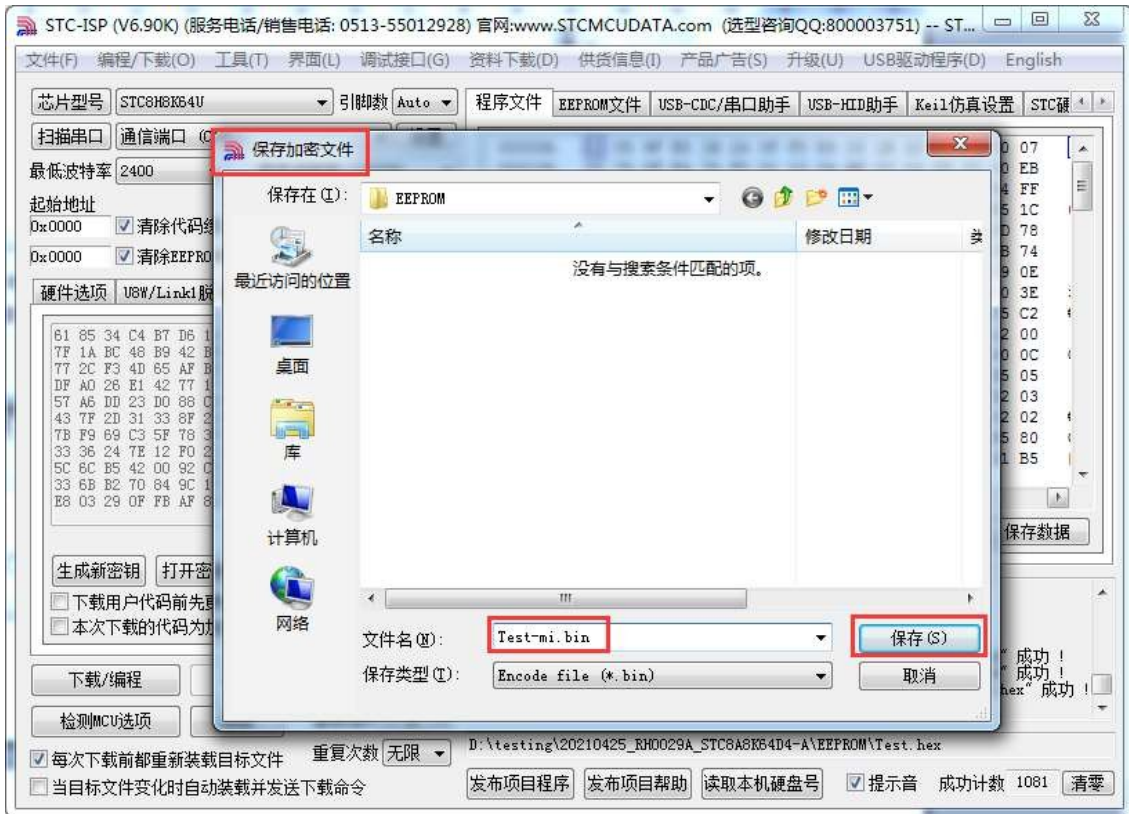 STC-ISP (V6.90K) (服务电话/销售电话: 0513-55012928) 官网:www.STCMCUDATA.com (选型咨询QQ:800003751) -- ST...
文件(F) 编程/下载(O) 工具(T) 界面(L) 调试接口(G) 资料下载(D) 供货信息(I) 产品广告(S) 升级(U) USB驱动程序(D) English
芯片型号 STC8H8K64U 引脚数 Auto 程序文件 EEPROM文件 USB-CDC/串口助手 USB-HID助手 Keil仿真设置
扫描串口 通信端口
最低波特率 2400
起始地址
0x0000 清除代码
0x0000 清除EEPRO
硬件选项 U8W/Link1脱
61 85 34 C4 B7 D6 1
7F 1A BC 48 B9 42 B
77 2C F3 4D 65 AF B
DF A0 26 E1 42 77 1
57 A6 DD 23 D0 88 C
43 7F 2D 31 33 8F 2
7B F9 69 C3 5F 78 3
33 36 24 7E 12 F0 2
5C 6C B5 42 00 92 C
33 6B B2 70 84 9C 1
E8 03 29 0F FB AF 8
生成新密钥 打开密
下载用户代码前先
本次下载的代码为
下载/编程
检测MCU选项
保存加密文件
保存在(I): EEPROM
名称 修改日期
没有与搜索条件匹配的项。
最近访问的位置
桌面
库
计算机
网络
文件名(N): Test-mi.bin 保存(S)
保存类型(T): Encode file (*.bin) 取消
07
EB
FF
1C
78
74
0E
3E
C2
00
0C
05
03
02
80
B5
保存数据
成功 !
成功 !
hex" 成功 !
每次下载前都重新装载目标文件 重复次数 无限 D:\testing\20210425_RH0029A_STC8A8K64D4-A\EEPROM\Test.hex
当目标文件变化时自动装载并发送下载命令 发布项目程序 发布项目帮助 读取本机硬盘号 提示音 成功计数 1081 清零